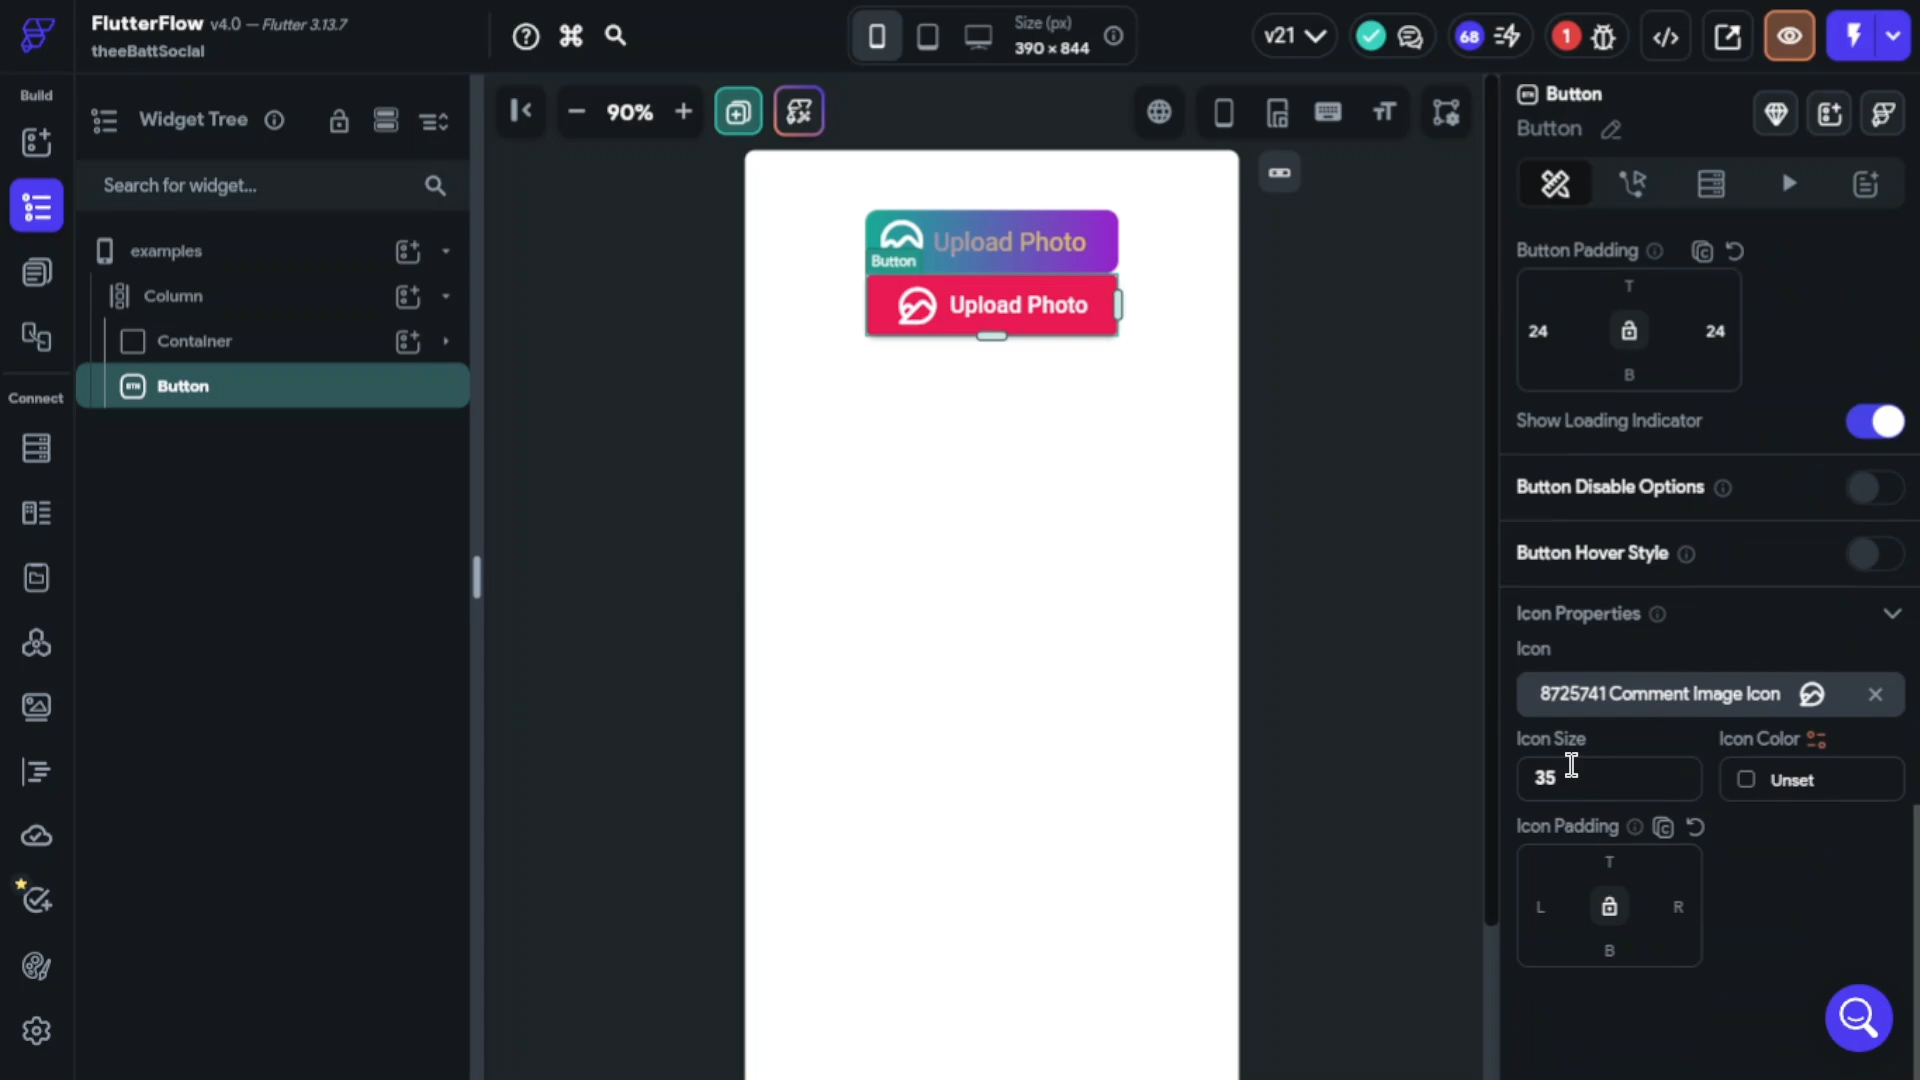 FlutterFlow v4.0 — Flutter 3.13.7
theeBattSocial
Size (px)
390 × 844
v21
68
1
Build
Connect
Widget Tree
Search for widget...
examples
Column
Container
BTN Button
90%
Upload Photo
Button
Upload Photo
BTN Button
Button
Button Padding
T
24
24
B
Show Loading Indicator
Button Disable Options
Button Hover Style
Icon Properties
Icon
8725741 Comment Image Icon
Icon Size
Icon Color
35
Unset
Icon Padding
T
L
R
B